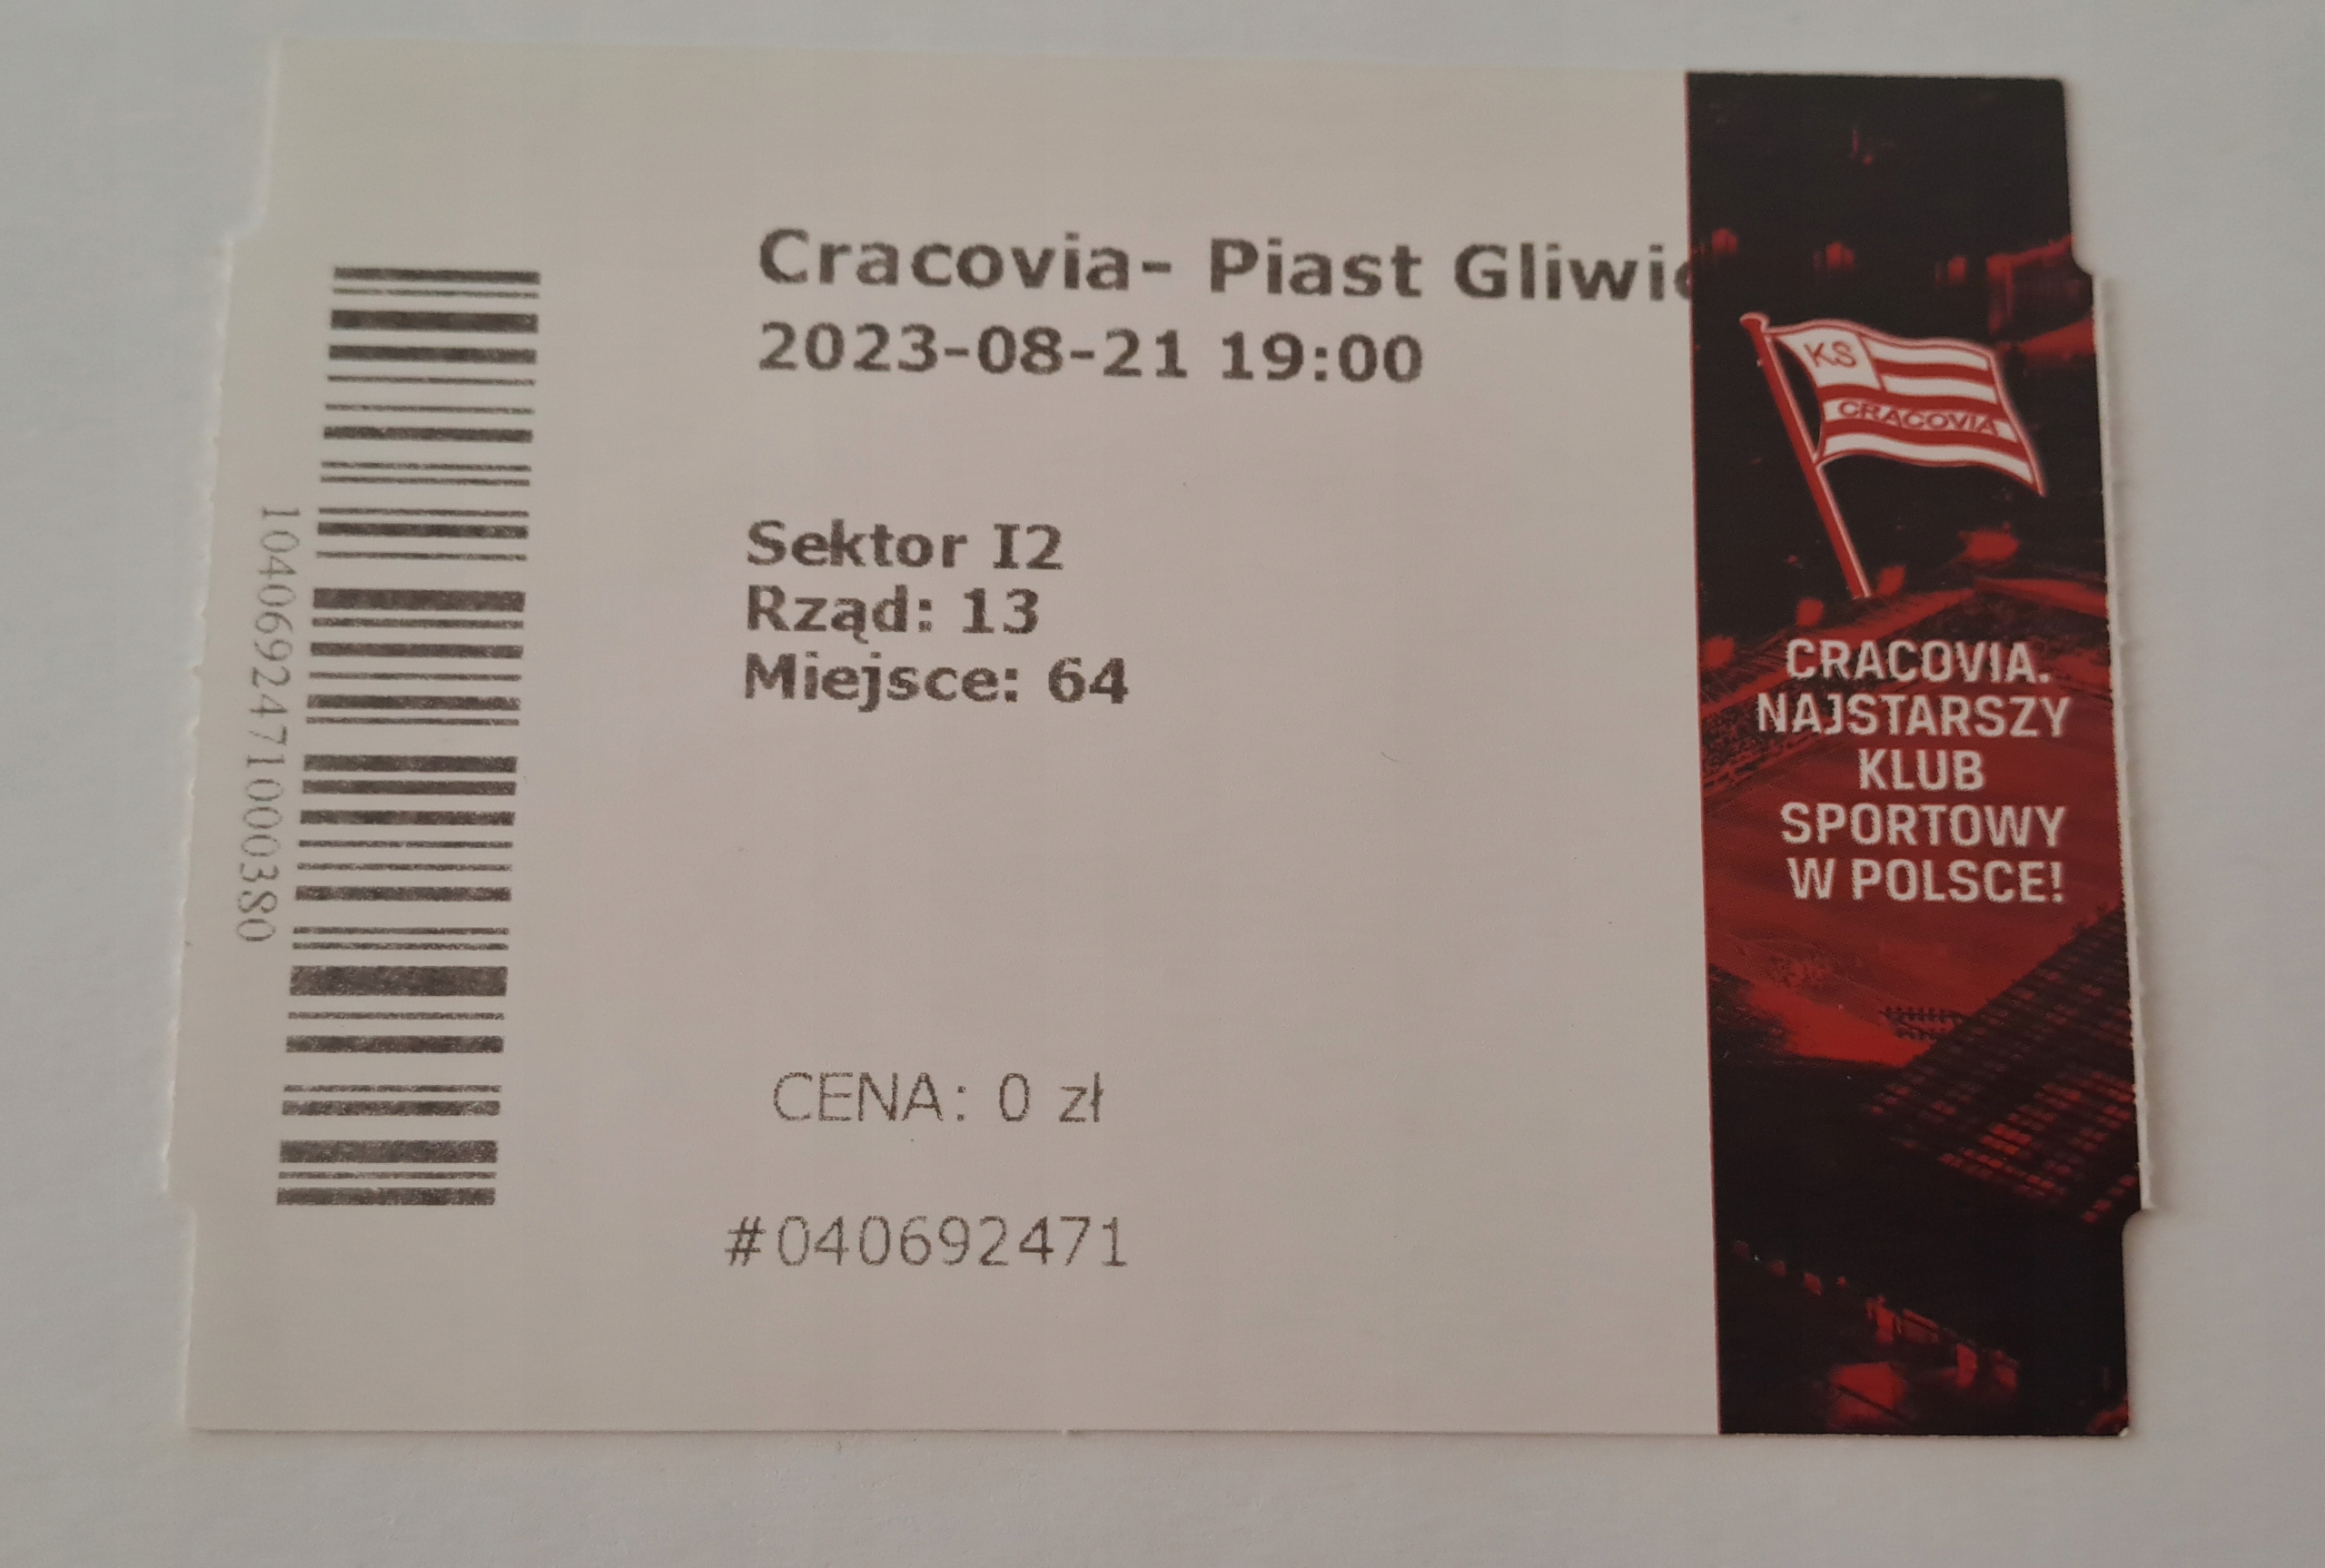 Cracovia- Piast Gliwic
2023-08-21 19:00
Sektor I2
Rząd: 13
Miejsce: 64
CENA: 0 zł
#040692471
1040692471000380
KS
CRACOVIA
CRACOVIA.
NAJSTARSZY
KLUB
SPORTOWY
W POLSCE!